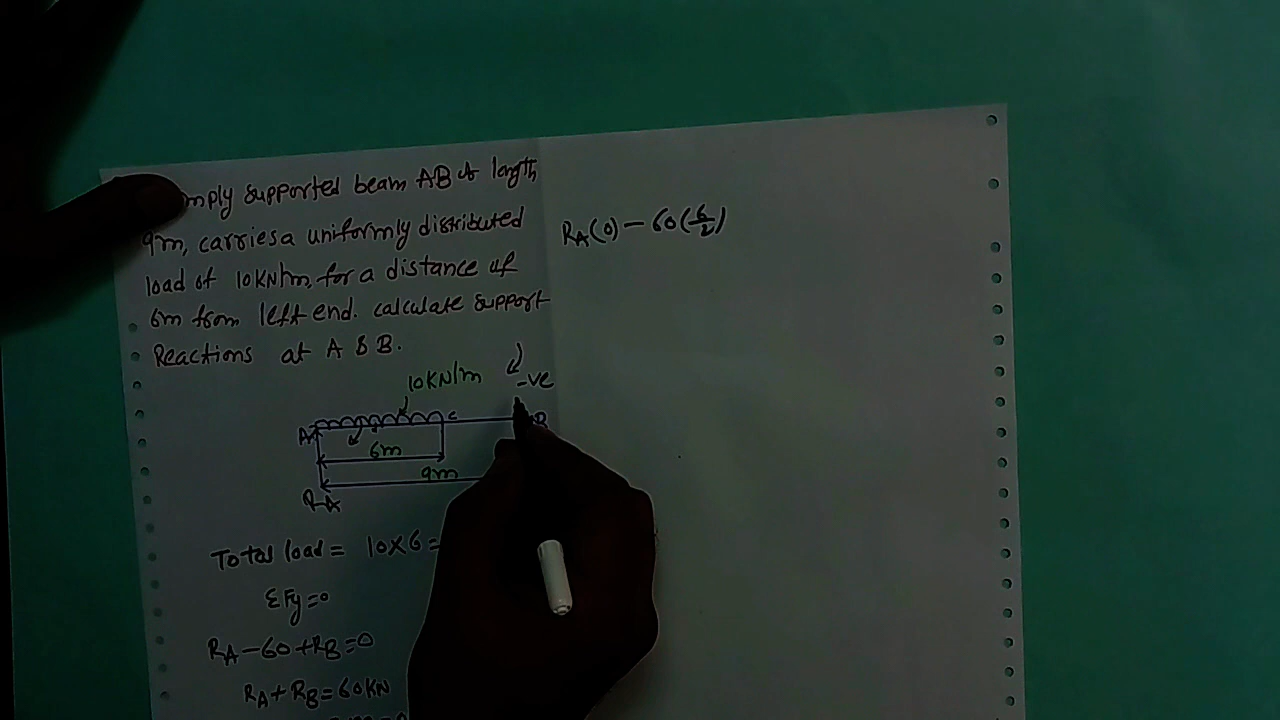 mply supported beam AB of length
9m, carries a uniformly distributed
load of 10KN/m, for a distance of
6m from left end. calculate support
Reactions at A & B.
10KN/m
-ve
A
C
B
6m
9m
RA
Total load = 10x6=
ΣFy=0
RA-60+RB=0
RA+RB=60KN
RA(0)-60(6/2)